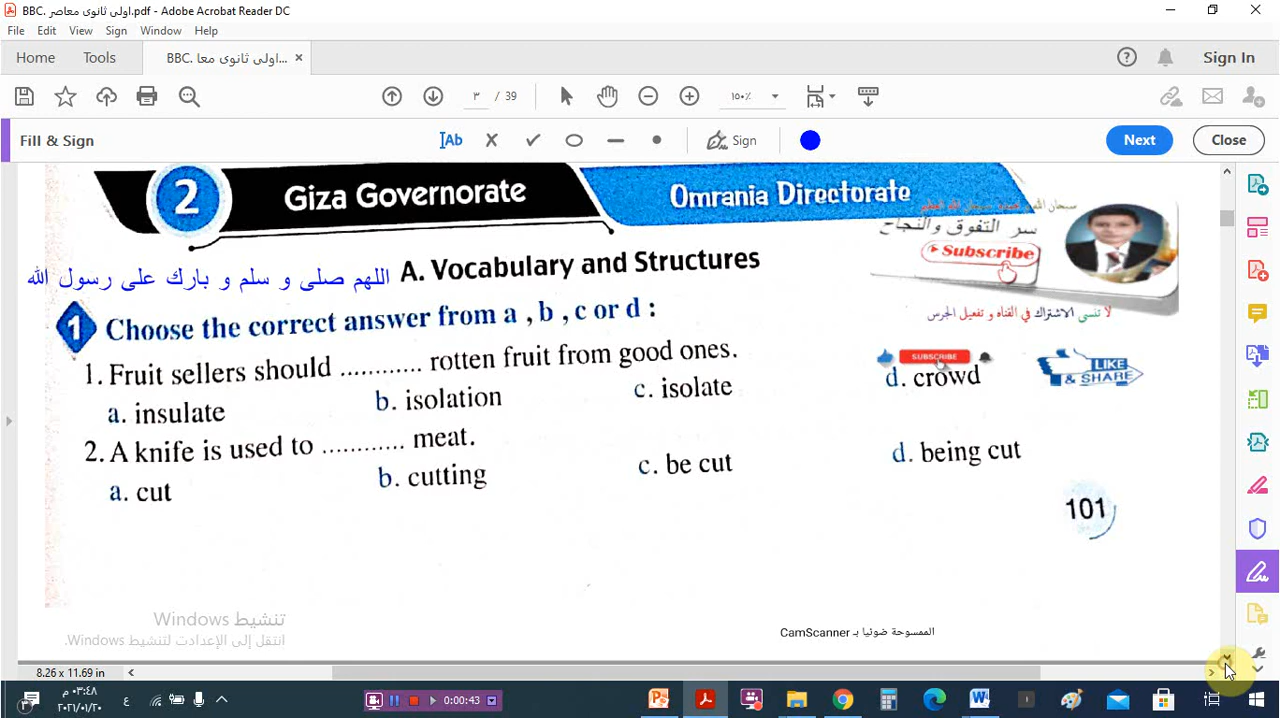 BBC. اولى ثانوى معاصر.pdf - Adobe Acrobat Reader DC
File Edit View Sign Window Help
Home Tools BBC. اولى ثانوى معا... × Sign In
٣ / 39 ١٥٠٪
Fill & Sign Ab Sign Next Close
2 Giza Governorate Omrania Directorate
سر التفوق والنجاح
Subscribe
اللهم صلى و سلم و بارك على رسول الله A. Vocabulary and Structures
لا تنسى الاشتراك في القناه و تفعيل الجرس
1 Choose the correct answer from a , b , c or d :
SUBSCRIBE
LIKE & SHARE
1. Fruit sellers should ............ rotten fruit from good ones.
a. insulate b. isolation c. isolate d. crowd
2. A knife is used to ............ meat.
a. cut b. cutting c. be cut d. being cut
101
تنشيط Windows
انتقل إلى الإعدادات لتنشيط Windows.
الممسوحة ضوئيا بـ CamScanner
8.26 x 11.69 in
0:00:43
ع
٠٣:٤٨ م
٢٠٢١/٠١/٢٠